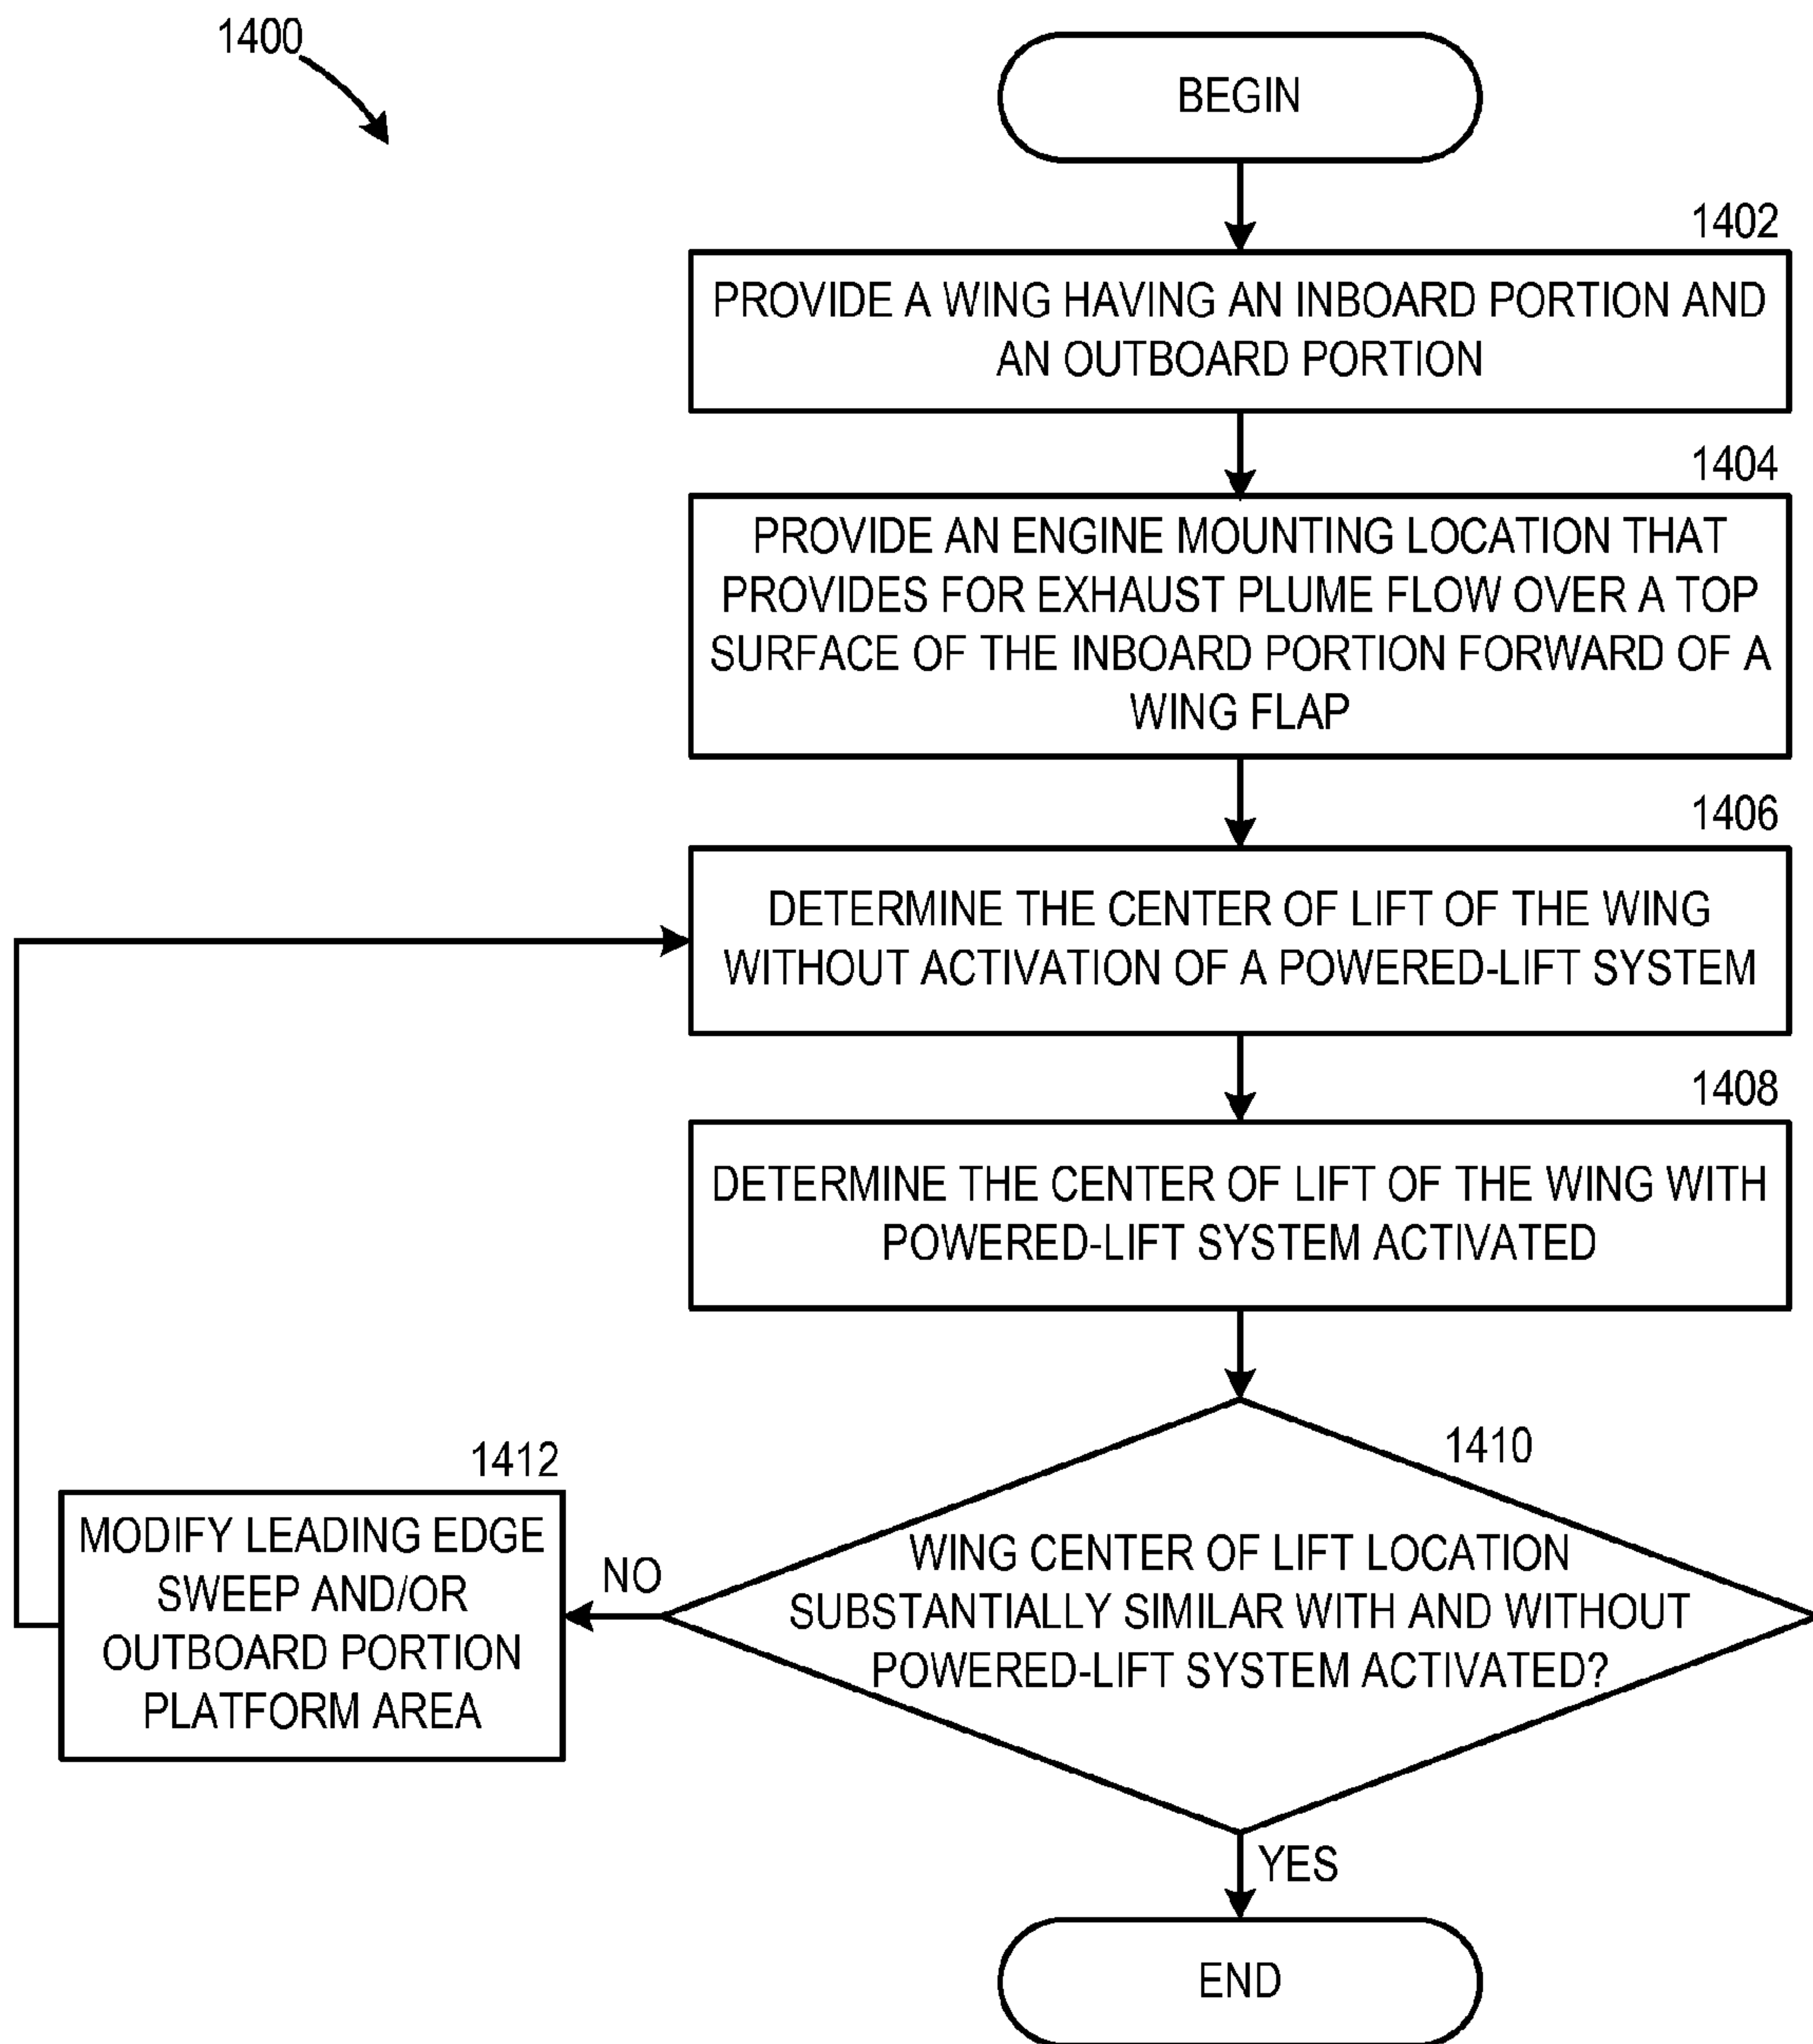 1400
BEGIN
1402
PROVIDE A WING HAVING AN INBOARD PORTION AND
AN OUTBOARD PORTION
1404
PROVIDE AN ENGINE MOUNTING LOCATION THAT
PROVIDES FOR EXHAUST PLUME FLOW OVER A TOP
SURFACE OF THE INBOARD PORTION FORWARD OF A
WING FLAP
1406
DETERMINE THE CENTER OF LIFT OF THE WING
WITHOUT ACTIVATION OF A POWERED-LIFT SYSTEM
1408
DETERMINE THE CENTER OF LIFT OF THE WING WITH
POWERED-LIFT SYSTEM ACTIVATED
1410
WING CENTER OF LIFT LOCATION
SUBSTANTIALLY SIMILAR WITH AND WITHOUT
POWERED-LIFT SYSTEM ACTIVATED?
NO
1412
MODIFY LEADING EDGE
SWEEP AND/OR
OUTBOARD PORTION
PLATFORM AREA
YES
END